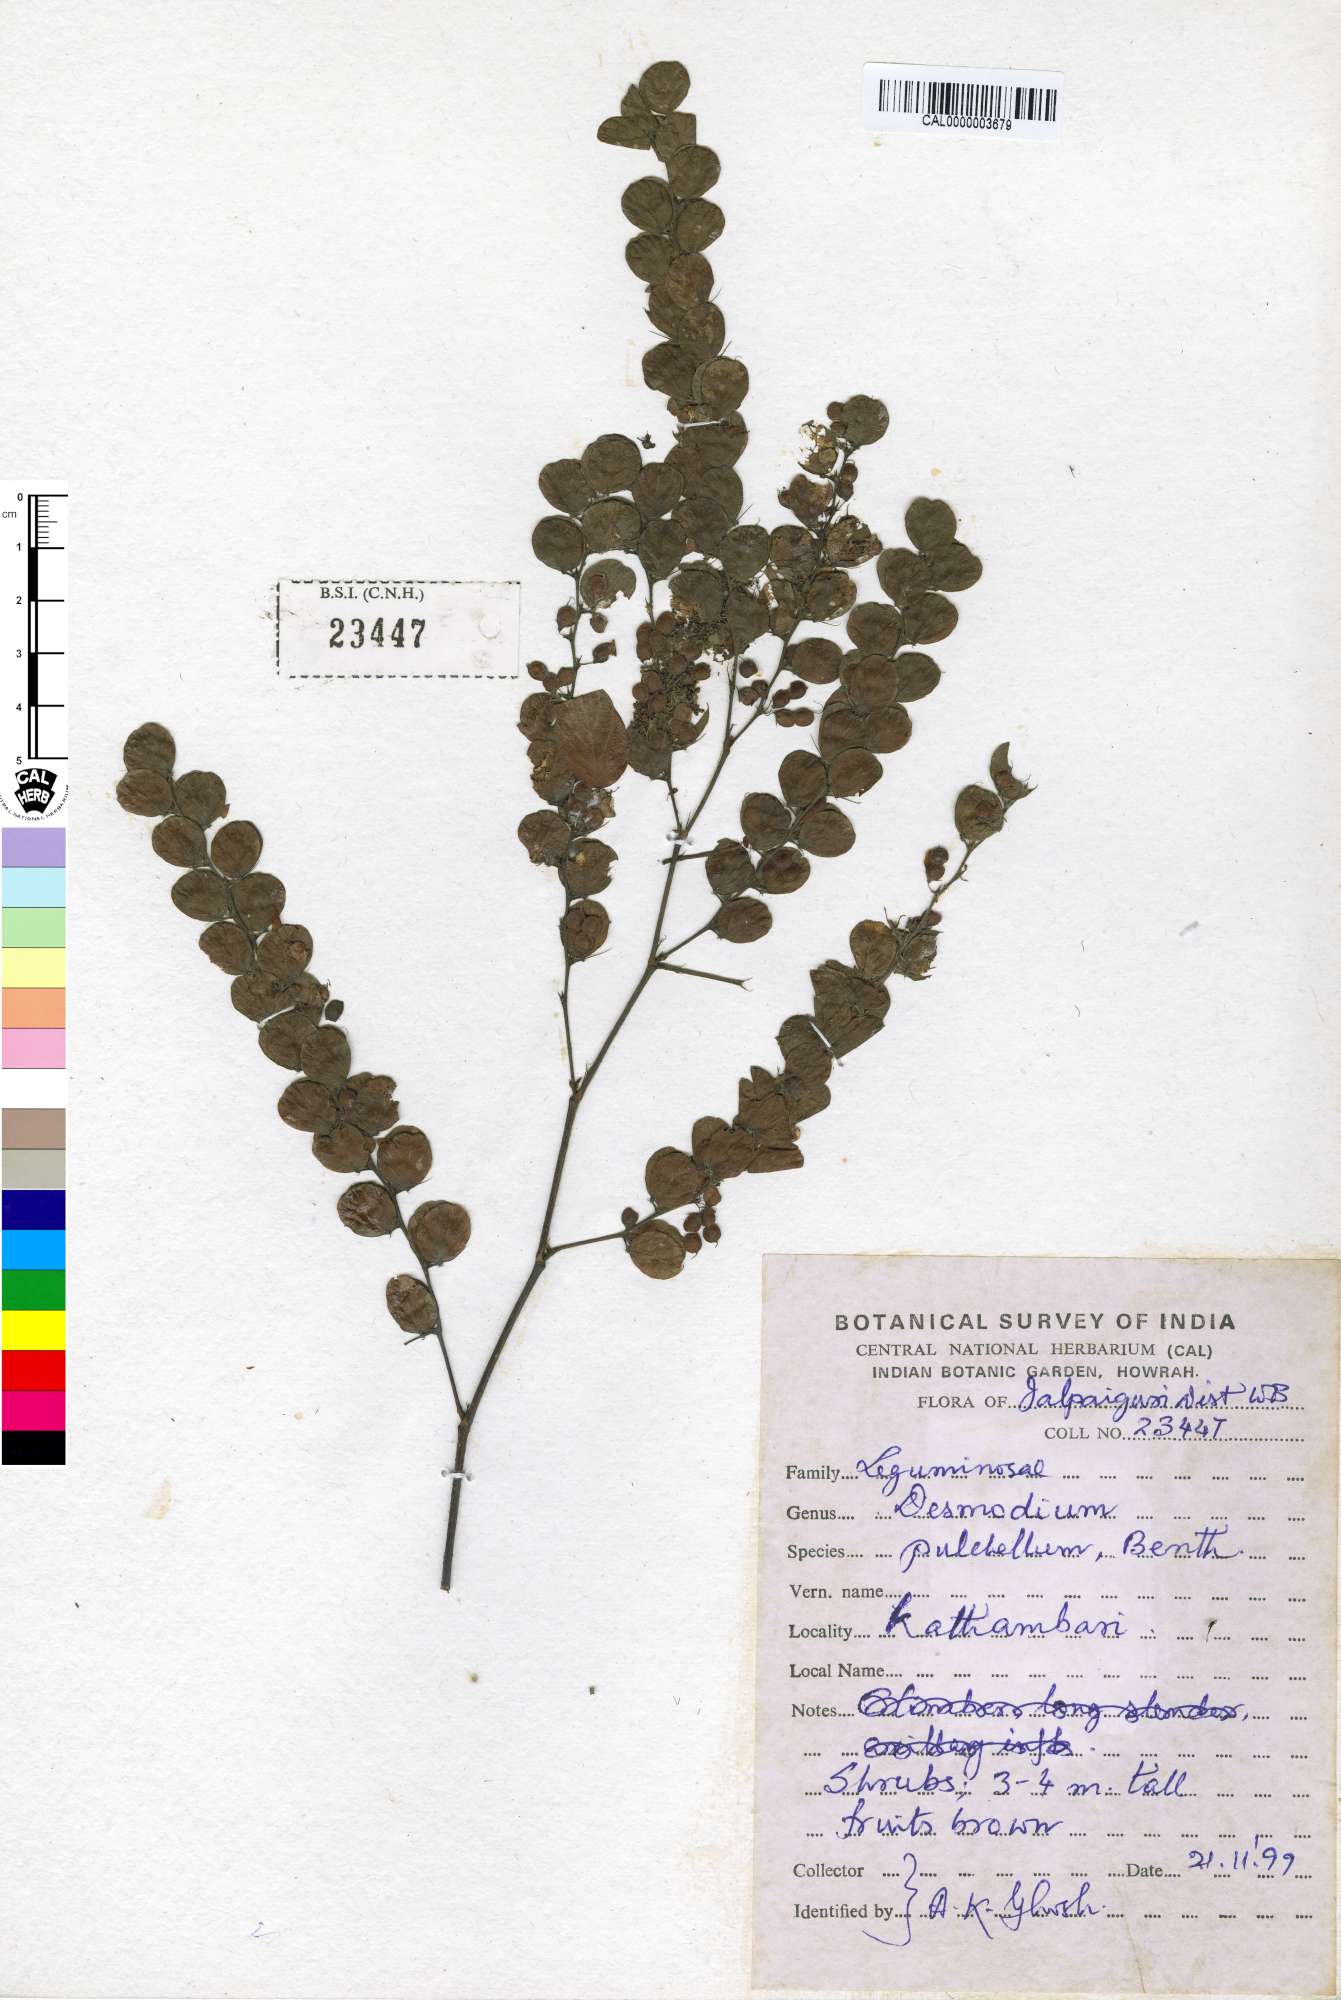 CAL0000003679
B.S.I. (C.N.H.)
23447
0
cm
1
2
3
4
5
CAL
HERB
CENTRAL NATIONAL HERBARIUM
BOTANICAL SURVEY OF INDIA
CENTRAL NATIONAL HERBARIUM (CAL)
INDIAN BOTANIC GARDEN, HOWRAH.
FLORA OF Jalpaiguri Dist WB
COLL NO. 23447
Family Leguminosae
Genus Desmodium
Species pulchellum, Benth.
Vern. name
Locality Kathambari
Local Name
Notes Climbers long slender,
Shrubs; 3-4 m. tall
fruits brown
Collector Date 21.11.99
Identified by A. K. Ghosh.